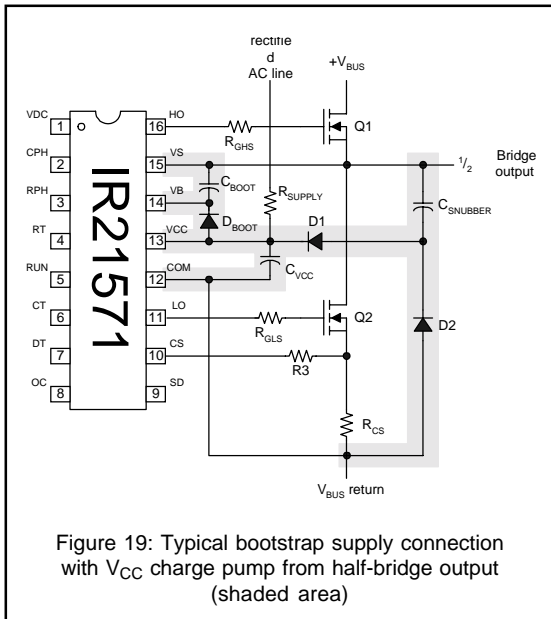 rectifie
d
AC line
+VBUS
VDC
1
HO
16
RGHS
Q1
CPH
2
VS
15
1/2 Bridge
output
CBOOT
RSUPPLY
CSNUBBER
RPH
3
VB
14
DBOOT
D1
RT
4
VCC
13
CVCC
RUN
5
COM
12
CT
6
LO
11
RGLS
Q2
D2
DT
7
CS
10
R3
OC
8
SD
9
IR21571
RCS
VBUS return
Figure 19: Typical bootstrap supply connection
with VCC charge pump from half-bridge output
(shaded area)